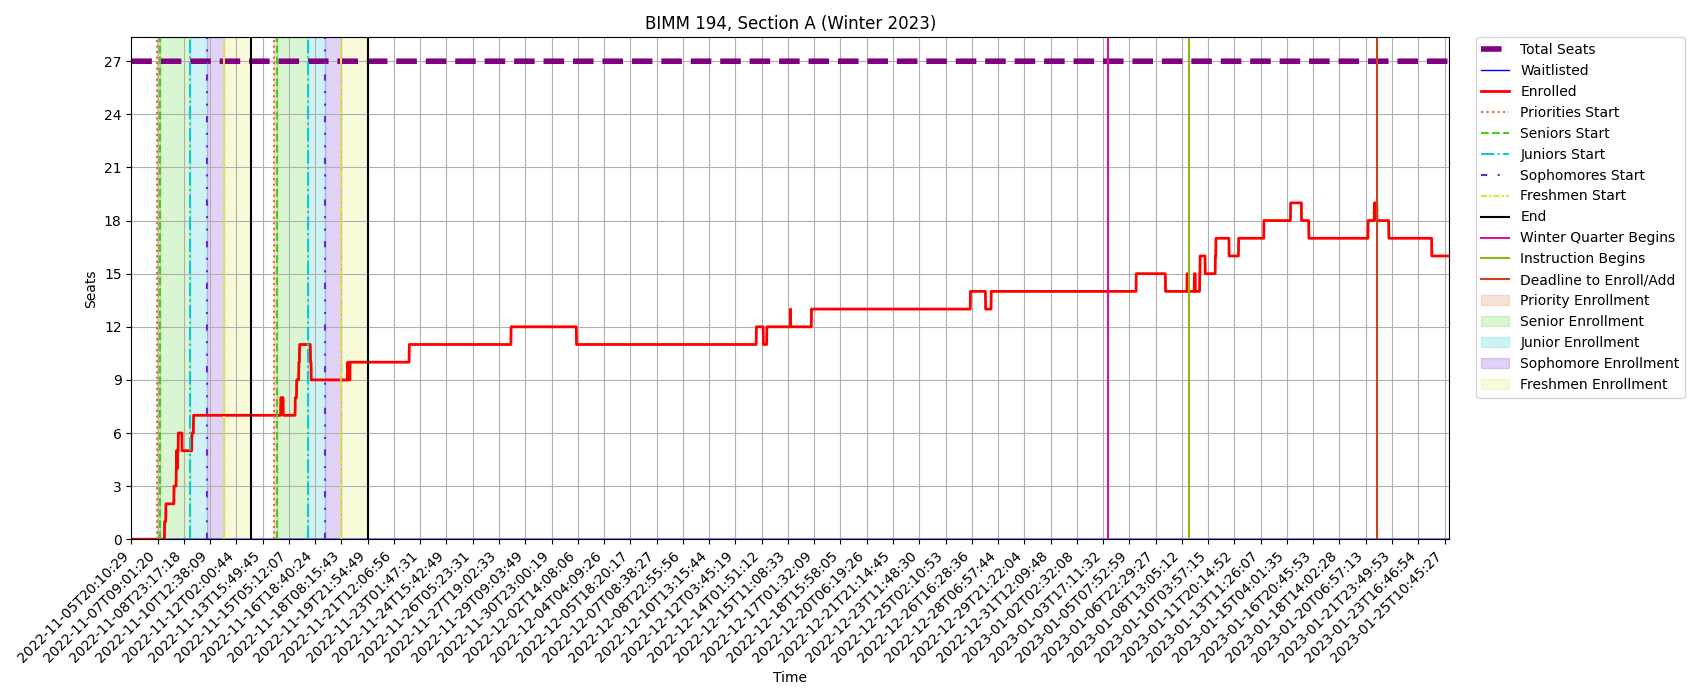 BIMM 194, Section A (Winter 2023)
Seats
27
24
21
18
15
12
9
6
3
0
2022-11-05T20:10:29
2022-11-07T09:01:20
2022-11-08T23:17:18
2022-11-10T12:38:09
2022-11-12T02:00:44
2022-11-13T15:49:45
2022-11-15T05:12:07
2022-11-16T18:40:24
2022-11-18T08:15:43
2022-11-19T21:54:49
2022-11-21T12:06:56
2022-11-23T01:47:31
2022-11-24T15:42:49
2022-11-26T05:23:31
2022-11-27T19:02:33
2022-11-29T09:03:49
2022-11-30T23:00:19
2022-12-02T14:08:06
2022-12-04T04:09:26
2022-12-05T18:20:17
2022-12-07T08:38:27
2022-12-08T22:55:56
2022-12-10T13:15:44
2022-12-12T03:45:19
2022-12-14T01:51:12
2022-12-15T11:08:33
2022-12-17T01:32:09
2022-12-18T15:58:05
2022-12-20T06:19:26
2022-12-21T21:14:45
2022-12-23T11:48:30
2022-12-25T02:10:53
2022-12-26T16:28:36
2022-12-28T06:57:44
2022-12-29T21:22:04
2022-12-31T12:09:48
2023-01-02T02:32:08
2023-01-03T17:11:32
2023-01-05T07:52:59
2023-01-06T22:29:27
2023-01-08T13:05:12
2023-01-10T03:57:15
2023-01-11T20:14:52
2023-01-13T11:26:07
2023-01-15T04:01:35
2023-01-16T20:45:53
2023-01-18T14:02:28
2023-01-20T06:57:13
2023-01-21T23:49:53
2023-01-23T16:46:54
2023-01-25T10:45:27
Time
Total Seats
Waitlisted
Enrolled
Priorities Start
Seniors Start
Juniors Start
Sophomores Start
Freshmen Start
End
Winter Quarter Begins
Instruction Begins
Deadline to Enroll/Add
Priority Enrollment
Senior Enrollment
Junior Enrollment
Sophomore Enrollment
Freshmen Enrollment